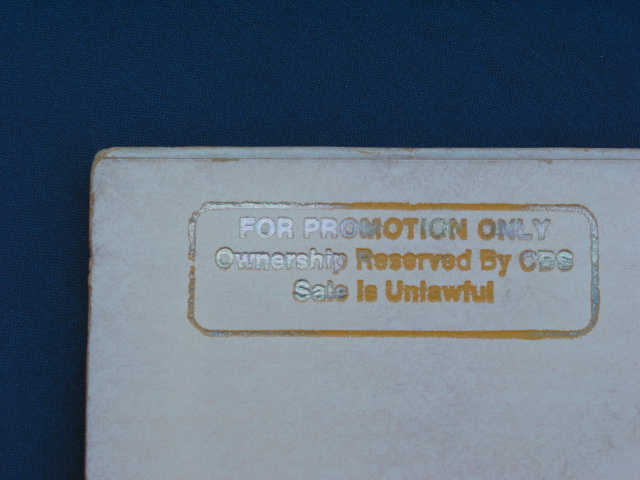 FOR PROMOTION ONLY
Ownership Reserved By CBS
Sale is Unlawful